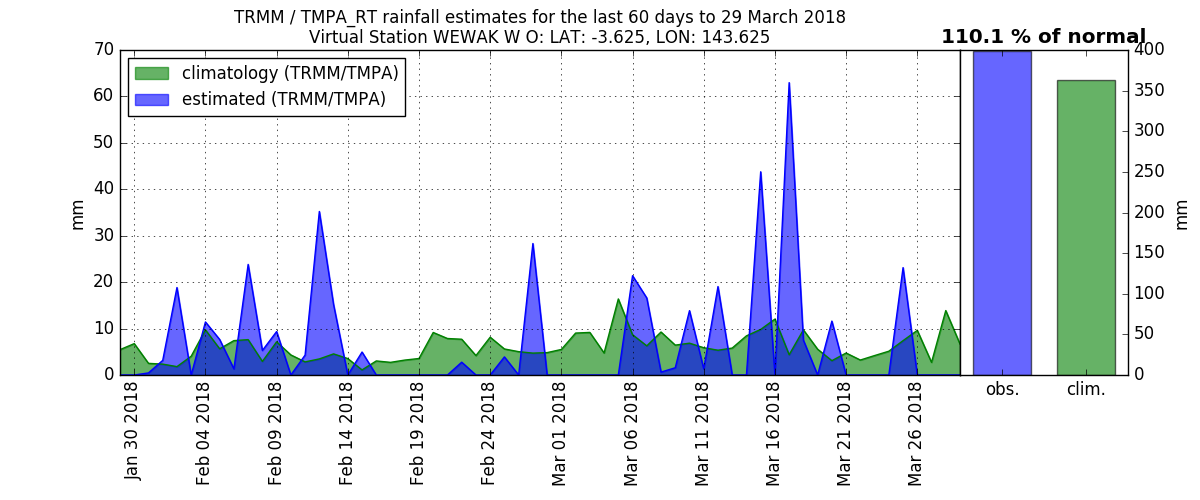 TRMM / TMPA_RT rainfall estimates for the last 60 days to 29 March 2018
Virtual Station WEWAK W O: LAT: -3.625, LON: 143.625
110.1 % of normal
climatology (TRMM/TMPA)
estimated (TRMM/TMPA)
mm
70
60
50
40
30
20
10
0
Jan 30 2018
Feb 04 2018
Feb 09 2018
Feb 14 2018
Feb 19 2018
Feb 24 2018
Mar 01 2018
Mar 06 2018
Mar 11 2018
Mar 16 2018
Mar 21 2018
Mar 26 2018
obs.
clim.
400
350
300
250
200
150
100
50
0
mm